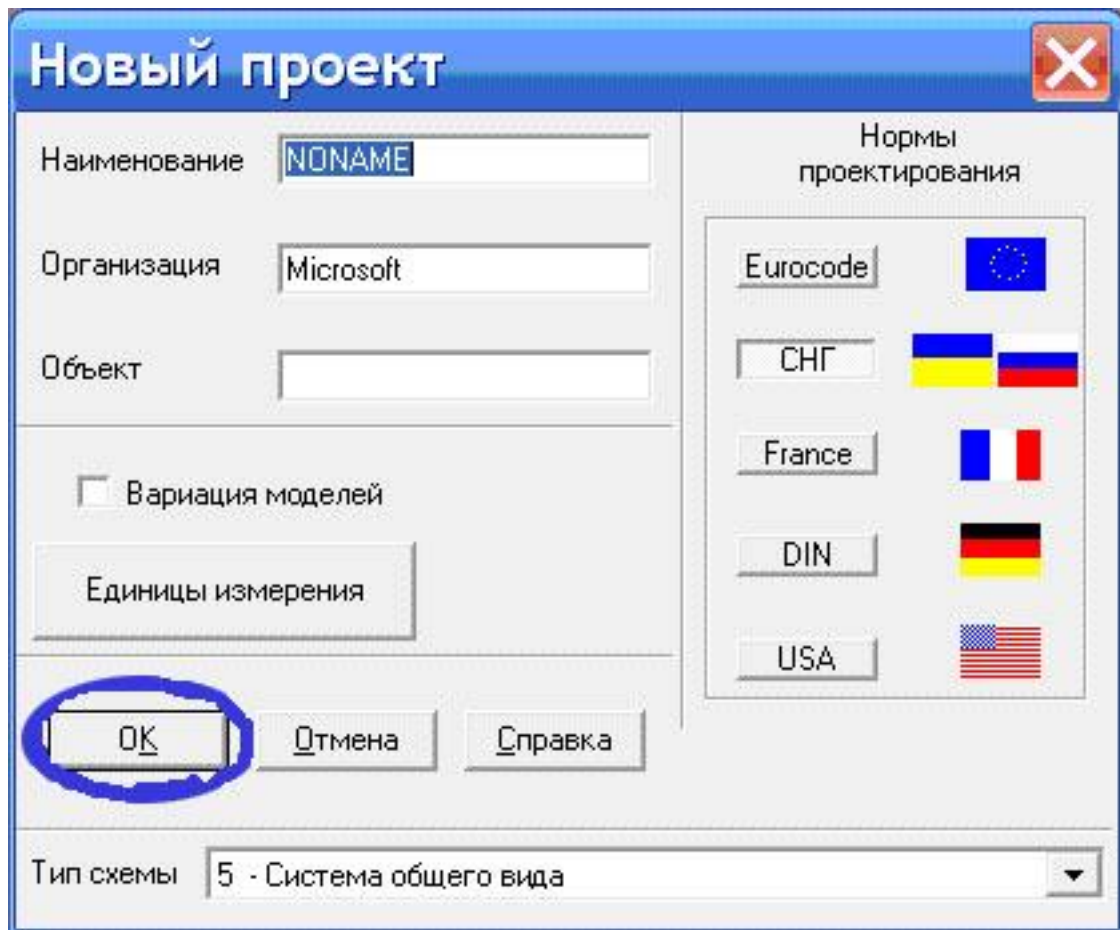 Новый проект
Наименование
NONAME
Организация
Microsoft
Объект
Вариация моделей
Единицы измерения
OK
Отмена
Справка
Нормы
проектирования
Eurocode
СНГ
France
DIN
USA
Тип схемы
5 - Система общего вида